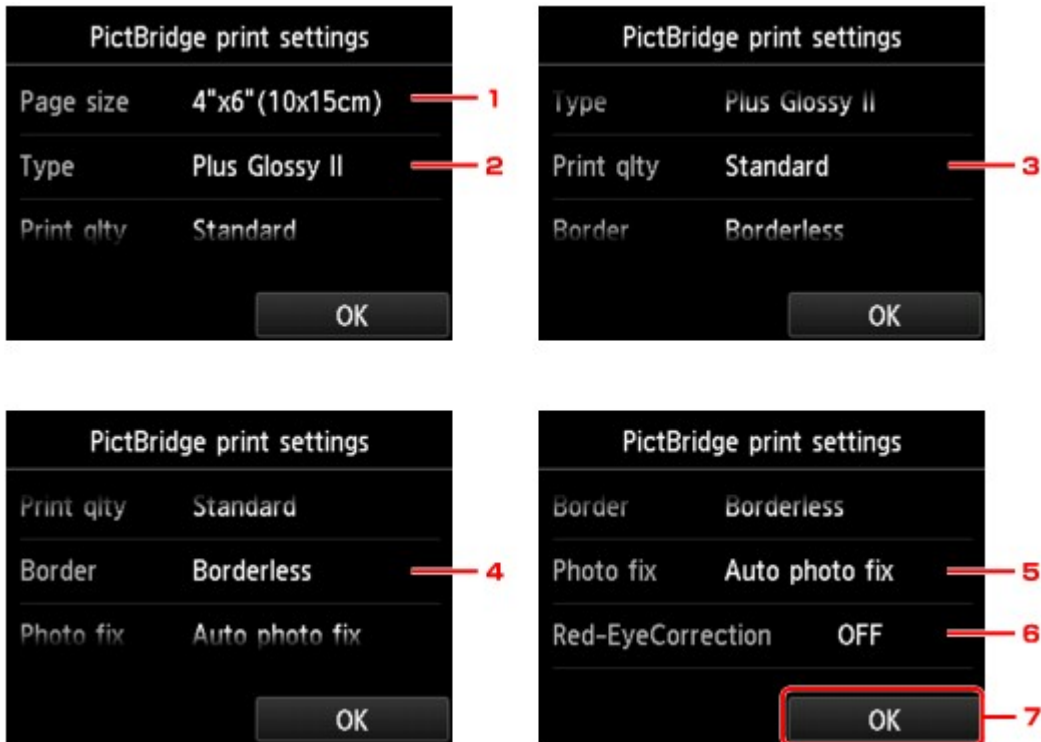 PictBridge print settings
Page size 4"x6"(10x15cm) 1
Type Plus Glossy II 2
Print qlty Standard
OK
PictBridge print settings
Type Plus Glossy II
Print qlty Standard 3
Border Borderless
OK
PictBridge print settings
Print qlty Standard
Border Borderless 4
Photo fix Auto photo fix
OK
PictBridge print settings
Border Borderless
Photo fix Auto photo fix 5
Red-EyeCorrection OFF 6
OK 7